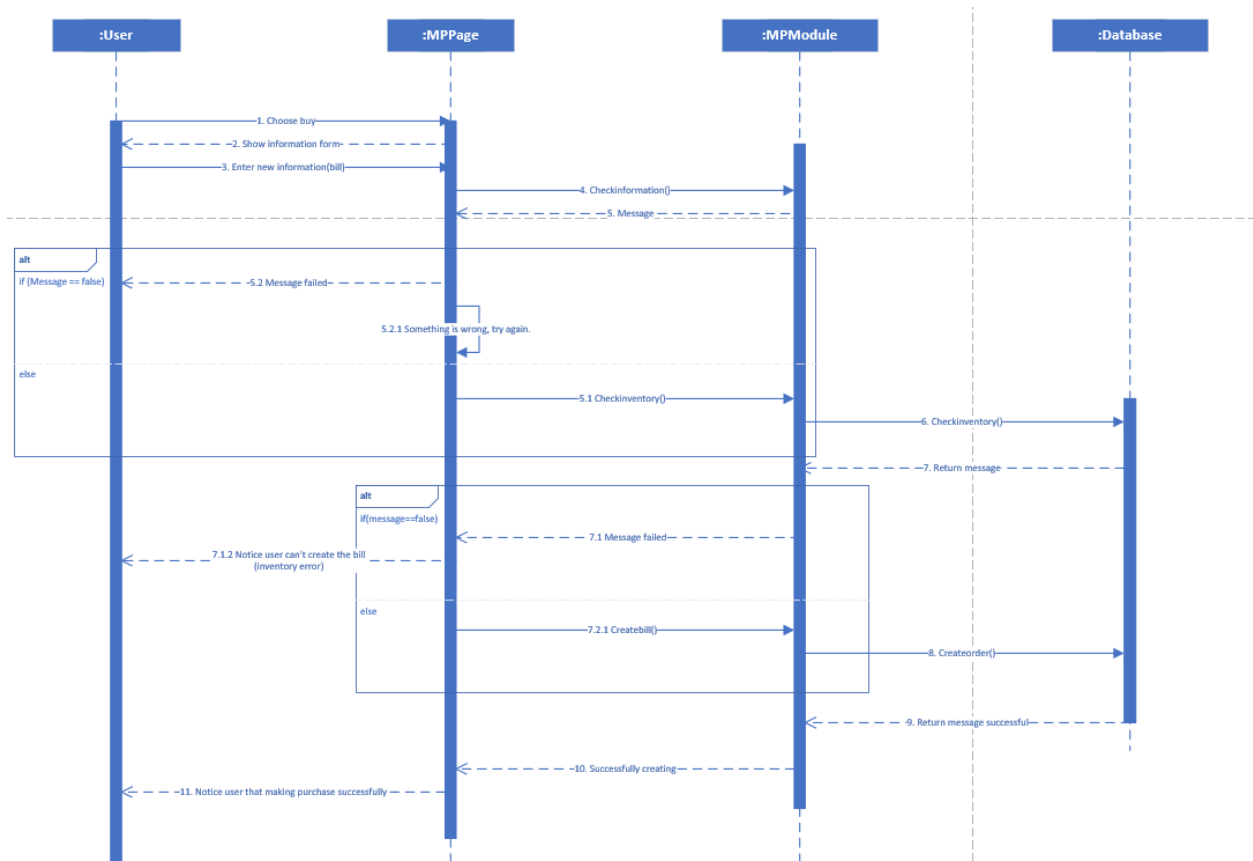 :User
:MPPage
:MPModule
:Database
1. Choose buy
2. Show information form
3. Enter new information(bill)
4. Checkinformation()
5. Message
alt
if (Message == false)
5.2 Message failed
5.2.1 Something is wrong, try again.
else
5.1 Checkinventory()
6. Checkinventory()
7. Return message
alt
if(message==false)
7.1 Message failed
7.1.2 Notice user can't create the bill
(inventory error)
else
7.2.1 Createbill()
8. Createorder()
9. Return message successful
10. Successfully creating
11. Notice user that making purchase successfully